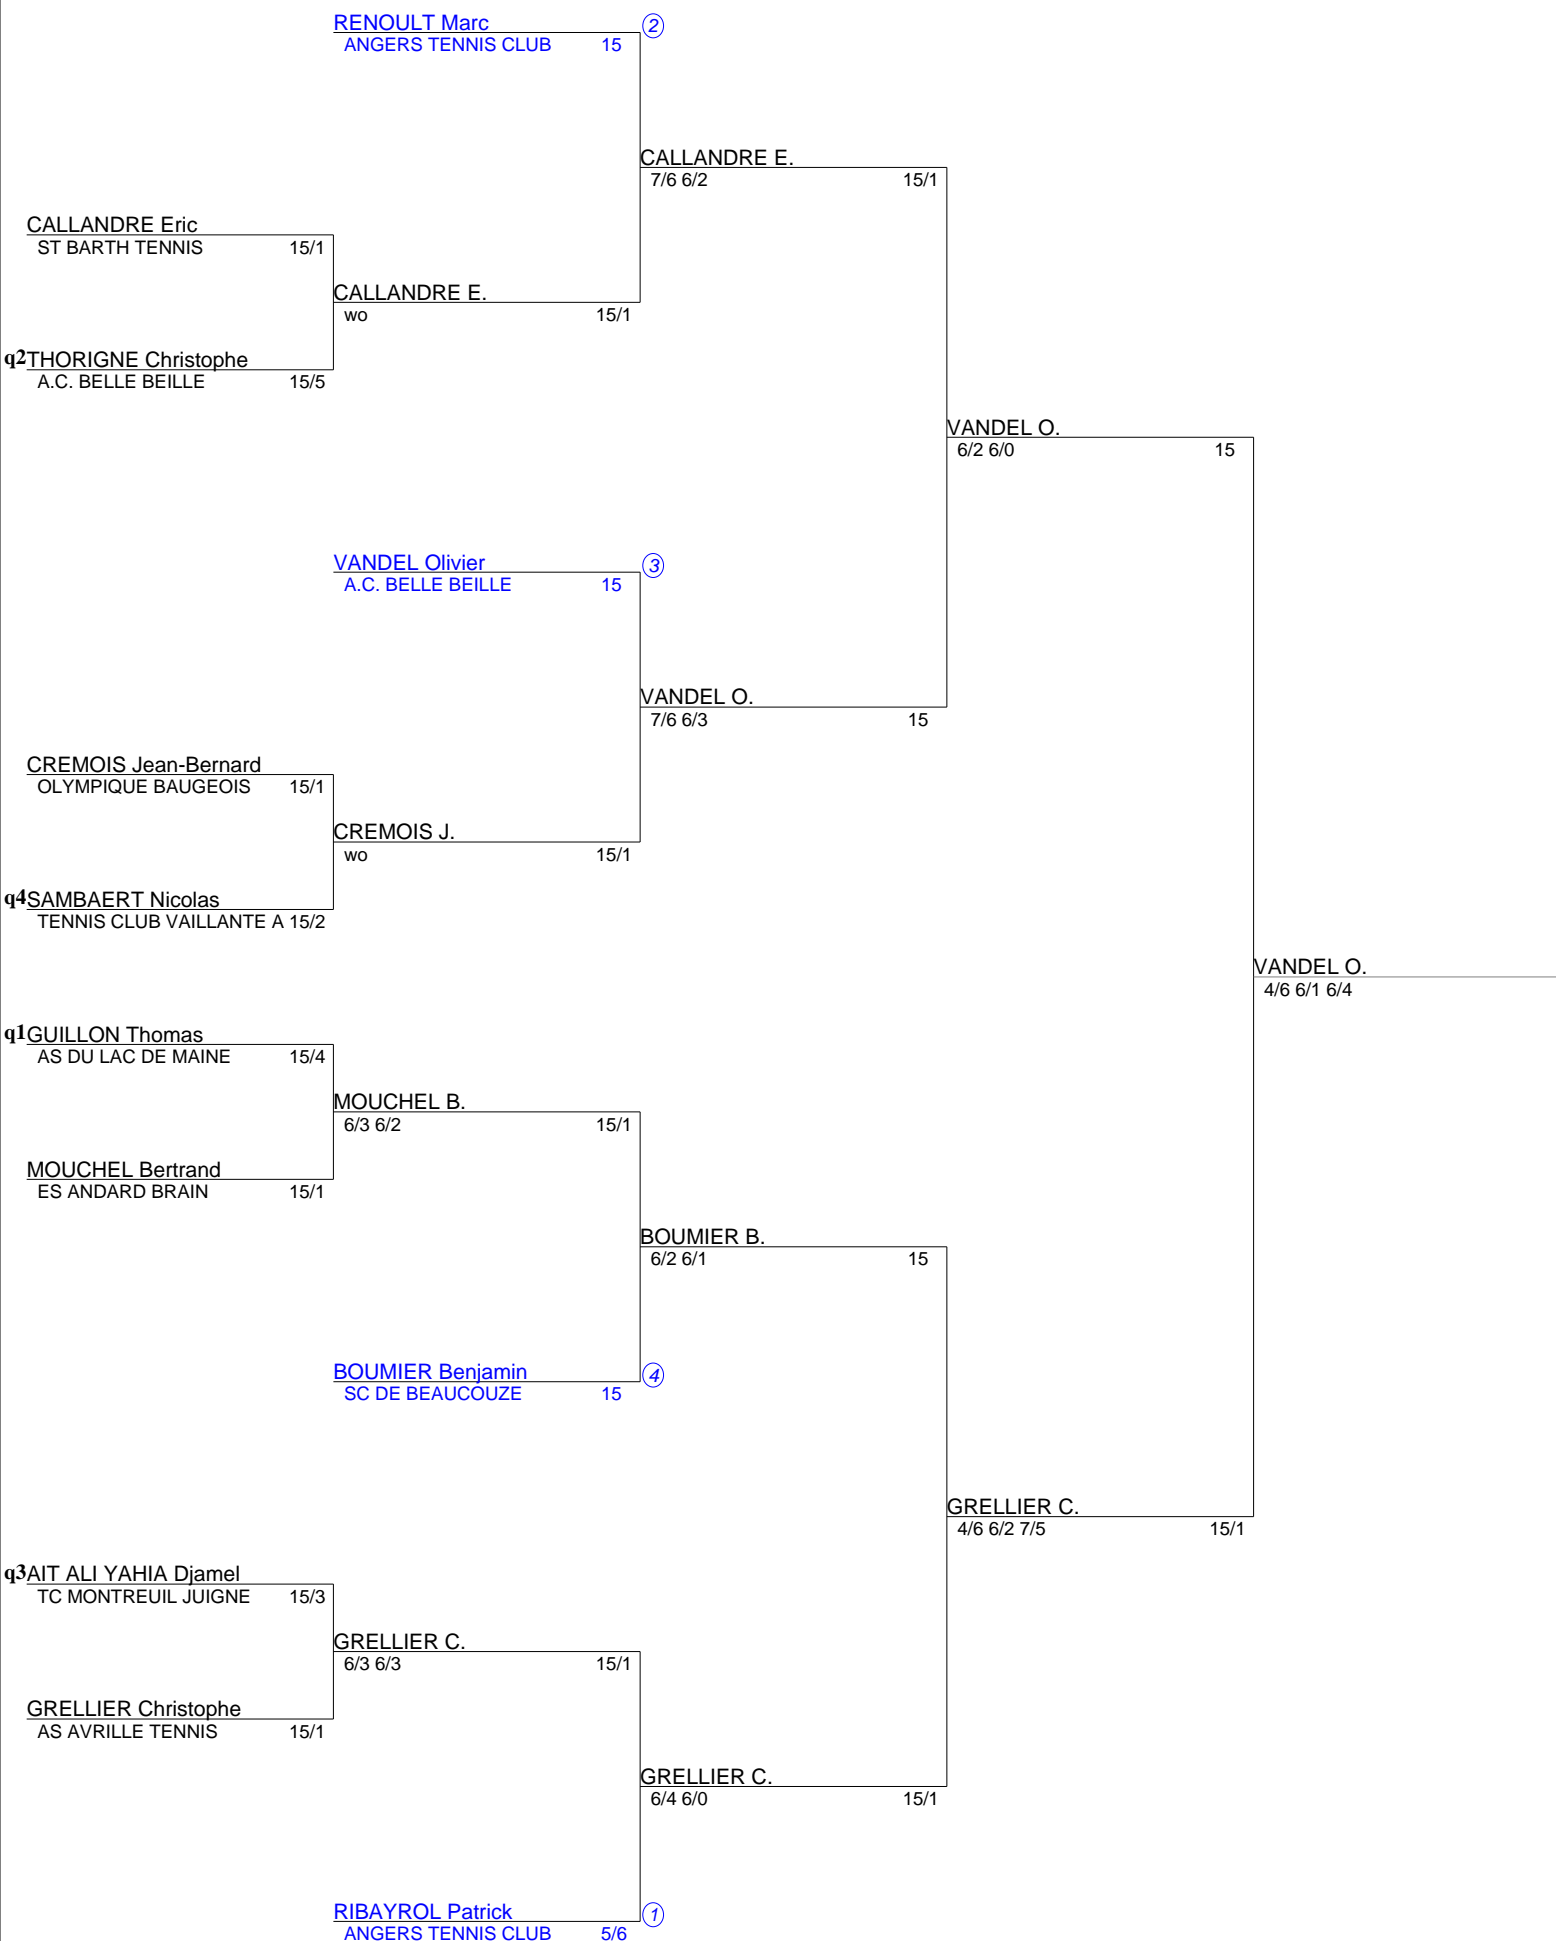 RENOULT Marc 2
ANGERS TENNIS CLUB 15
CALLANDRE E.
7/6 6/2 15/1
CALLANDRE Eric
ST BARTH TENNIS 15/1
CALLANDRE E.
wo 15/1
q2 THORIGNE Christophe
A.C. BELLE BEILLE 15/5
VANDEL O.
6/2 6/0 15
VANDEL Olivier 3
A.C. BELLE BEILLE 15
VANDEL O.
7/6 6/3 15
CREMOIS Jean-Bernard
OLYMPIQUE BAUGEOIS 15/1
CREMOIS J.
wo 15/1
q4 SAMBAERT Nicolas
TENNIS CLUB VAILLANTE A 15/2
VANDEL O.
4/6 6/1 6/4
q1 GUILLON Thomas
AS DU LAC DE MAINE 15/4
MOUCHEL B.
6/3 6/2 15/1
MOUCHEL Bertrand
ES ANDARD BRAIN 15/1
BOUMIER B.
6/2 6/1 15
BOUMIER Benjamin 4
SC DE BEAUCOUZE 15
GRELLIER C.
4/6 6/2 7/5 15/1
q3 AIT ALI YAHIA Djamel
TC MONTREUIL JUIGNE 15/3
GRELLIER C.
6/3 6/3 15/1
GRELLIER Christophe
AS AVRILLE TENNIS 15/1
GRELLIER C.
6/4 6/0 15/1
RIBAYROL Patrick 1
ANGERS TENNIS CLUB 5/6